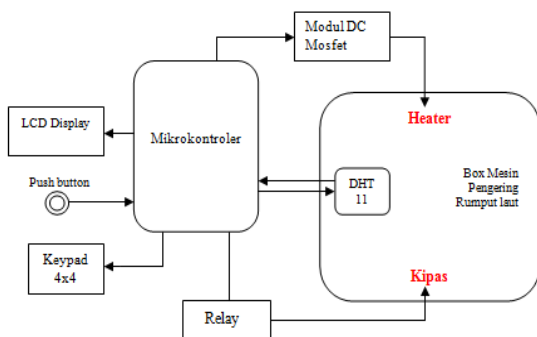 Modul DC
Mosfet
LCD Display
Mikrokontroler
Heater
Push button
DHT
11
Box Mesin
Pengering
Rumput laut
Keypad
4x4
Relay
Kipas